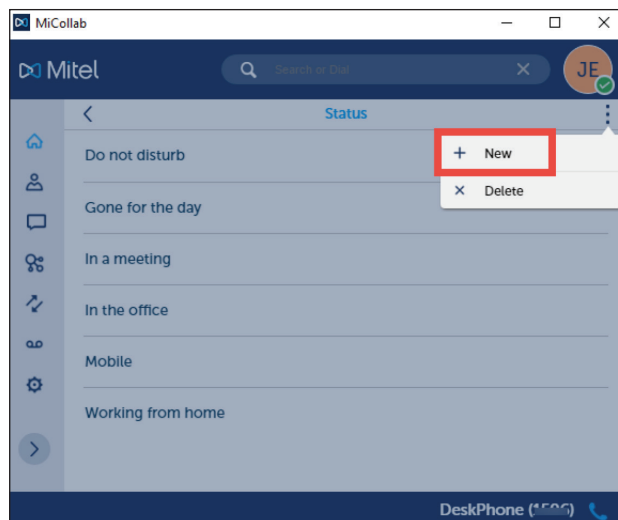 MiCollab
Mitel
Search or Dial
JE
Status
Do not disturb
New
Delete
Gone for the day
In a meeting
In the office
Mobile
Working from home
DeskPhone